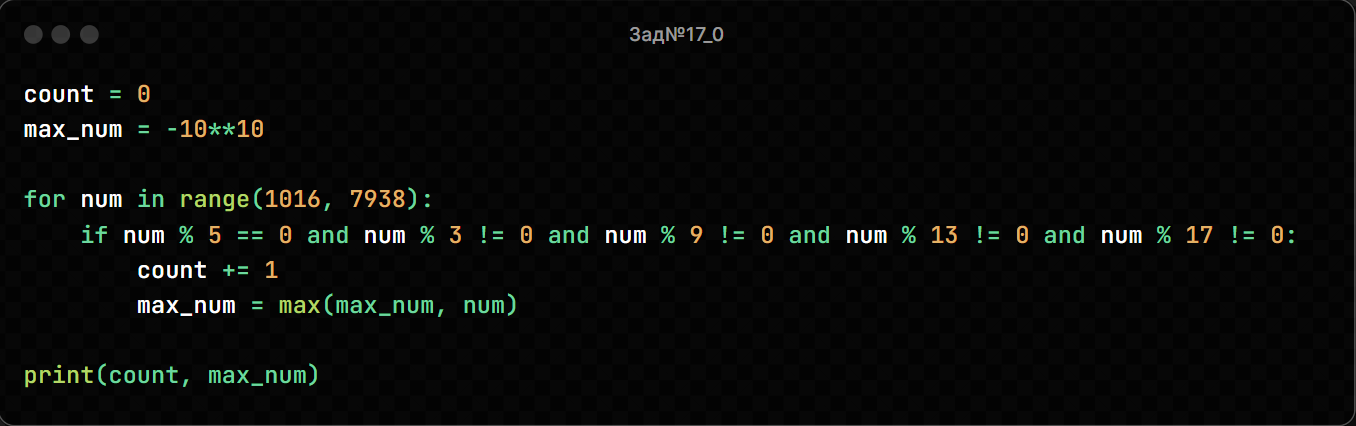 Зад№17_0
count = 0
max_num = -10**10
for num in range(1016, 7938):
    if num % 5 == 0 and num % 3 != 0 and num % 9 != 0 and num % 13 != 0 and num % 17 != 0:
        count += 1
        max_num = max(max_num, num)
print(count, max_num)